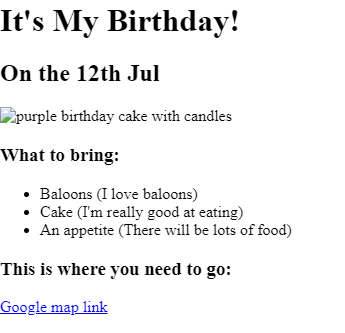 It's My Birthday!
On the 12th Jul
purple birthday cake with candles
What to bring:
Baloons (I love baloons)
Cake (I'm really good at eating)
An appetite (There will be lots of food)
This is where you need to go:
Google map link